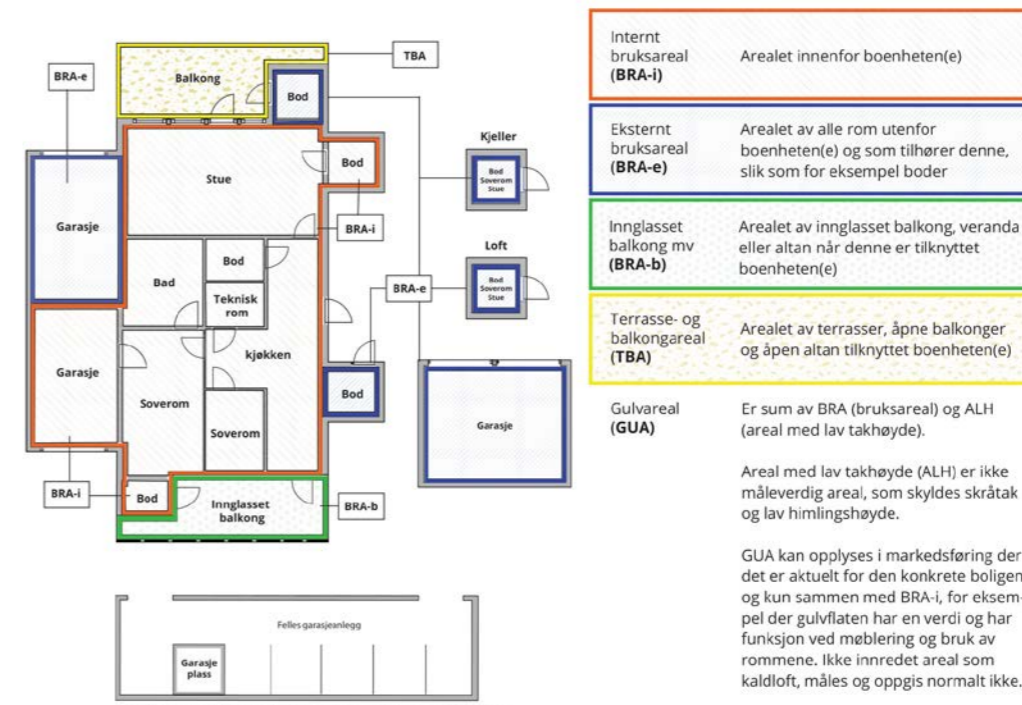 TBA
BRA-e
Balkong
Bod
Kjeller
Bod
Soverom
Stue
Stue
Bod
Garasje
BRA-i
Loft
Bod
Soverom
Stue
Bod
Bad
Teknisk
rom
BRA-e
kjøkken
Garasje
Soverom
Bod
Soverom
Garasje
BRA-i
Bod
Innglasset
balkong
BRA-b
Felles garasjeanlegg
Garasje
plass
Internt
bruksareal
(BRA-i)
Arealet innenfor boenheten(e)
Eksternt
bruksareal
(BRA-e)
Arealet av alle rom utenfor
boenheten(e) og som tilhører denne,
slik som for eksempel boder
Innglasset
balkong mv
(BRA-b)
Arealet av innglasset balkong, veranda
eller altan når denne er tilknyttet
boenheten(e)
Terrasse- og
balkongareal
(TBA)
Arealet av terrasser, åpne balkonger
og åpen altan tilknyttet boenheten(e)
Gulvareal
(GUA)
Er sum av BRA (bruksareal) og ALH
(areal med lav takhøyde).
Areal med lav takhøyde (ALH) er ikke
måleverdig areal, som skyldes skråtak
og lav himlingshøyde.
GUA kan opplyses i markedsføring der
det er aktuelt for den konkrete boligen
og kun sammen med BRA-i, for eksem-
pel der gulvflaten har en verdi og har
funksjon ved møblering og bruk av
rommene. Ikke innredet areal som
kaldloft, måles og oppgis normalt ikke.